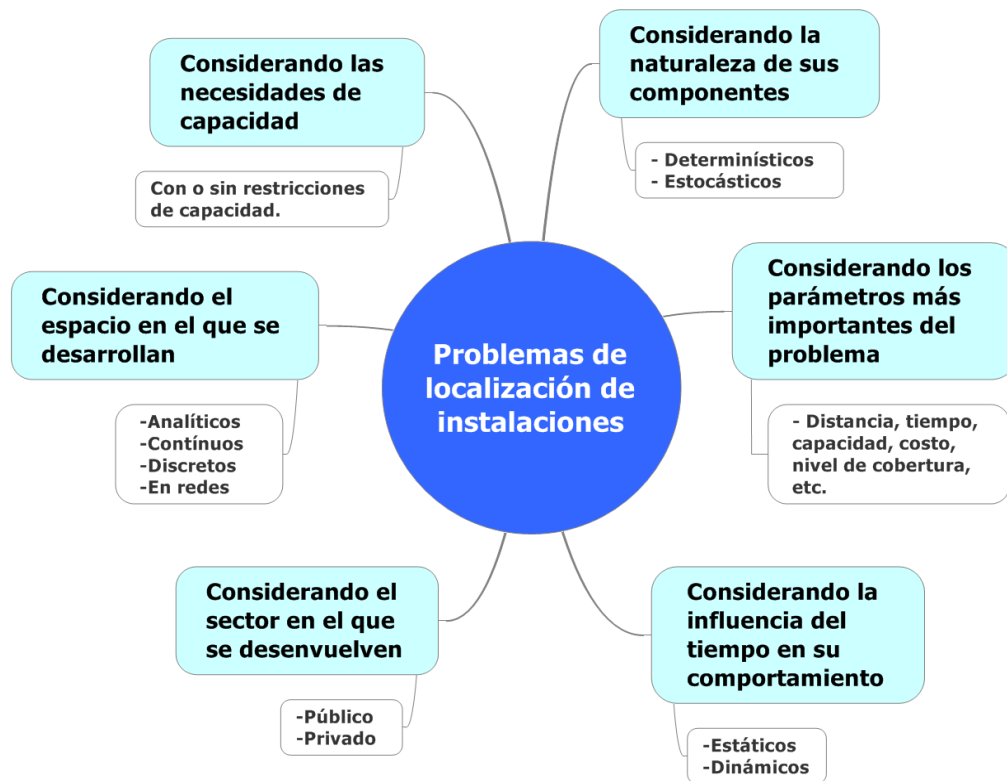 Considerando las
necesidades de
capacidad
Con o sin restricciones
de capacidad.
Considerando la
naturaleza de sus
componentes
- Determinísticos
- Estocásticos
Considerando el
espacio en el que se
desarrollan
-Analíticos
-Contínuos
-Discretos
-En redes
Problemas de
localización de
instalaciones
Considerando los
parámetros más
importantes del
problema
- Distancia, tiempo,
capacidad, costo,
nivel de cobertura,
etc.
Considerando el
sector en el que
se desenvuelven
-Público
-Privado
Considerando la
influencia del
tiempo en su
comportamiento
-Estáticos
-Dinámicos